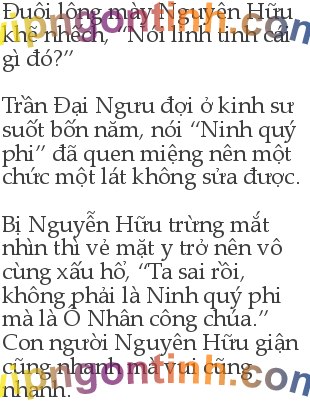 Đuôi lông mày Nguyên Hữu
khẽ nhếch, “Nói linh tinh cái
gì đó?”
Trần Đại Ngưu đợi ở kinh sư
suốt bốn năm, nói “Ninh quý
phi” đã quen miệng nên một
chức một lát không sửa được.
Bị Nguyễn Hữu trừng mắt
nhìn thì vẻ mặt y trở nên vô
cùng xấu hổ, “Ta sai rồi,
không phải là Ninh quý phi
mà là Ô Nhân công chúa.”
Con người Nguyên Hữu giận
cũng nhanh mà vui cũng
nhanh.
vipngontinh.com
vipngontinh.com